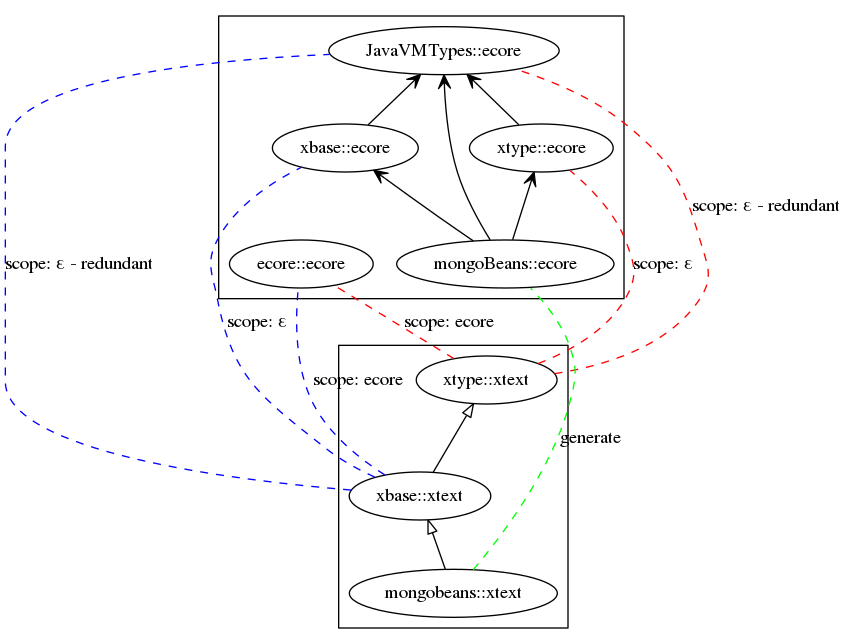 JavaVMTypes::ecore
xbase::ecore
xtype::ecore
scope: ε - redundant
ecore::ecore
mongoBeans::ecore
scope: ε - redundant
scope: ε
scope: ε
scope: ecore
scope: ecore
xtype::xtext
generate
xbase::xtext
mongobeans::xtext